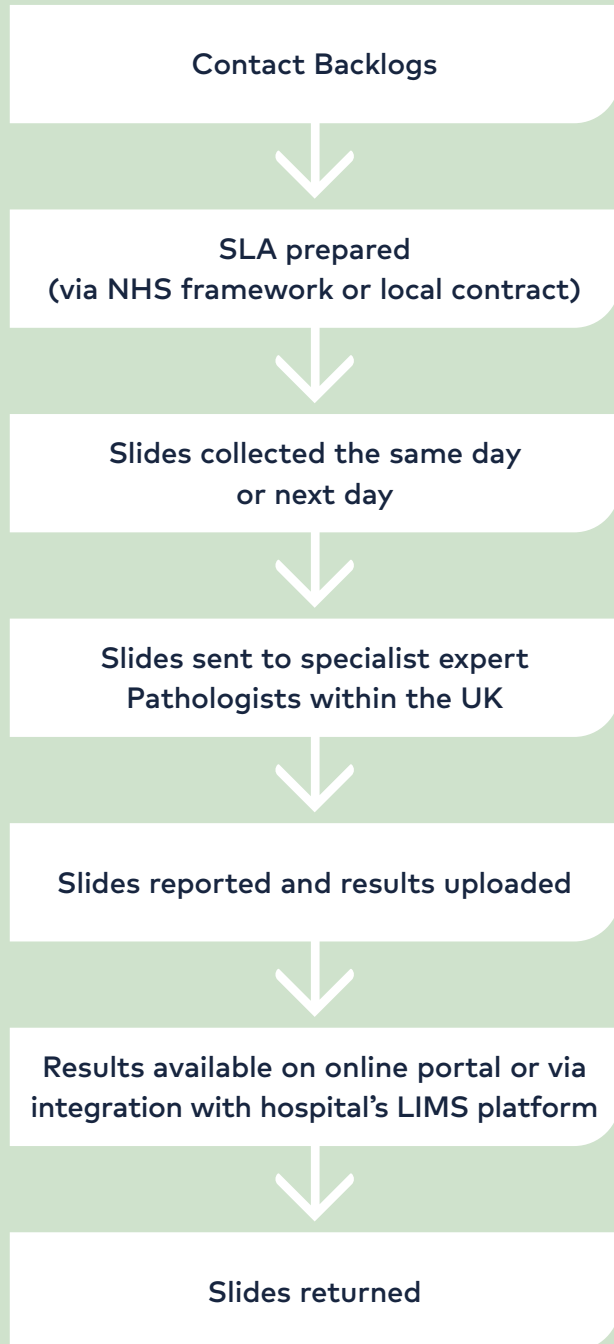 Contact Backlogs
SLA prepared
(via NHS framework or local contract)
Slides collected the same day
or next day
Slides sent to specialist expert
Pathologists within the UK
Slides reported and results uploaded
Results available on online portal or via
integration with hospital's LIMS platform
Slides returned